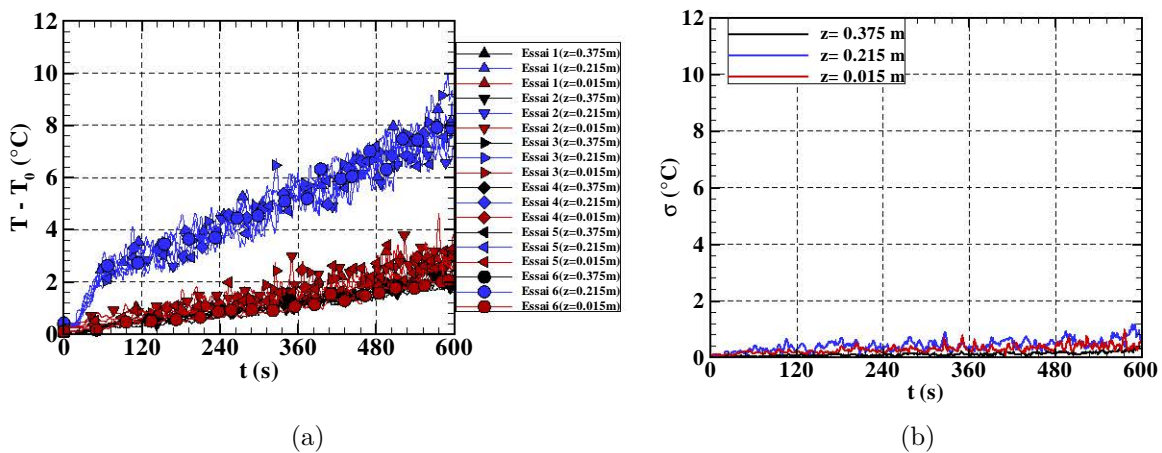 12
10
8
6
4
2
0
T - T0 (°C)
0 120 240 360 480 600
t (s)
Essai 1(z=0.375m)
Essai 1(z=0.215m)
Essai 1(z=0.015m)
Essai 2(z=0.375m)
Essai 2(z=0.215m)
Essai 2(z=0.015m)
Essai 3(z=0.375m)
Essai 3(z=0.215m)
Essai 3(z=0.015m)
Essai 4(z=0.375m)
Essai 4(z=0.215m)
Essai 4(z=0.015m)
Essai 5(z=0.375m)
Essai 5(z=0.215m)
Essai 5(z=0.015m)
Essai 6(z=0.375m)
Essai 6(z=0.215m)
Essai 6(z=0.015m)
(a)
12
10
8
6
4
2
0
σ (°C)
z= 0.375 m
z= 0.215 m
z= 0.015 m
0 120 240 360 480 600
t (s)
(b)